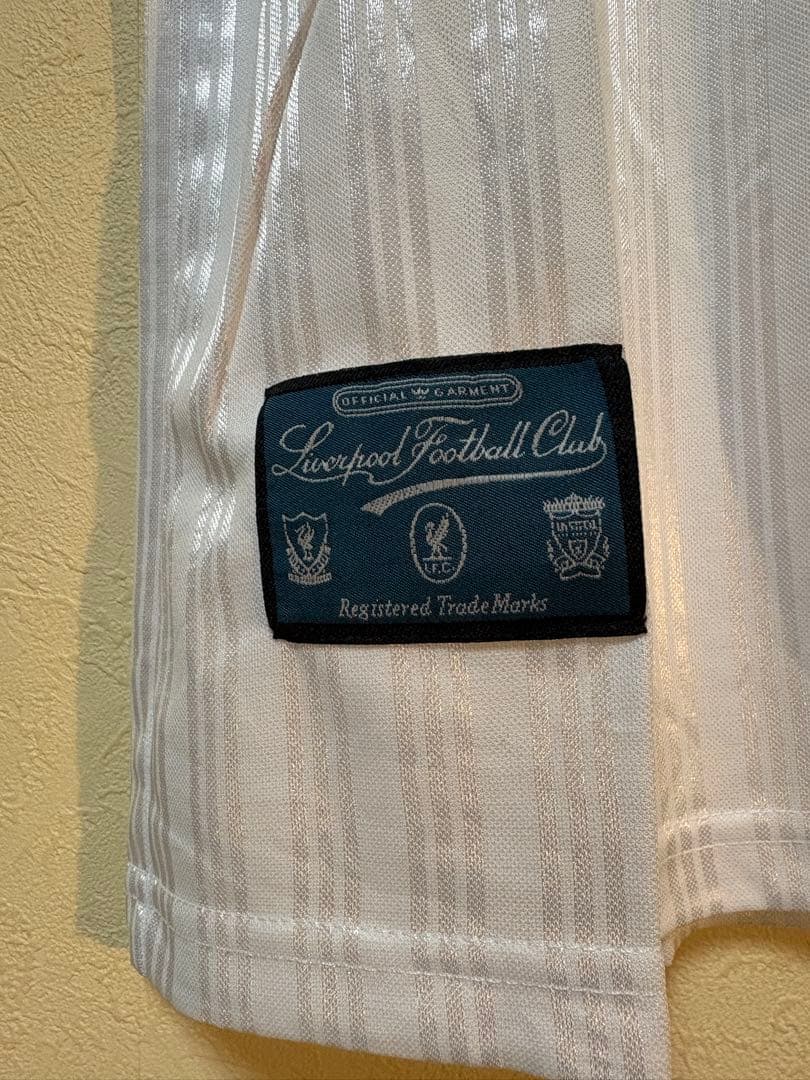 OFFICIAL GARMENT
Liverpool Football Club
L.F.C.
Registered Trade Marks